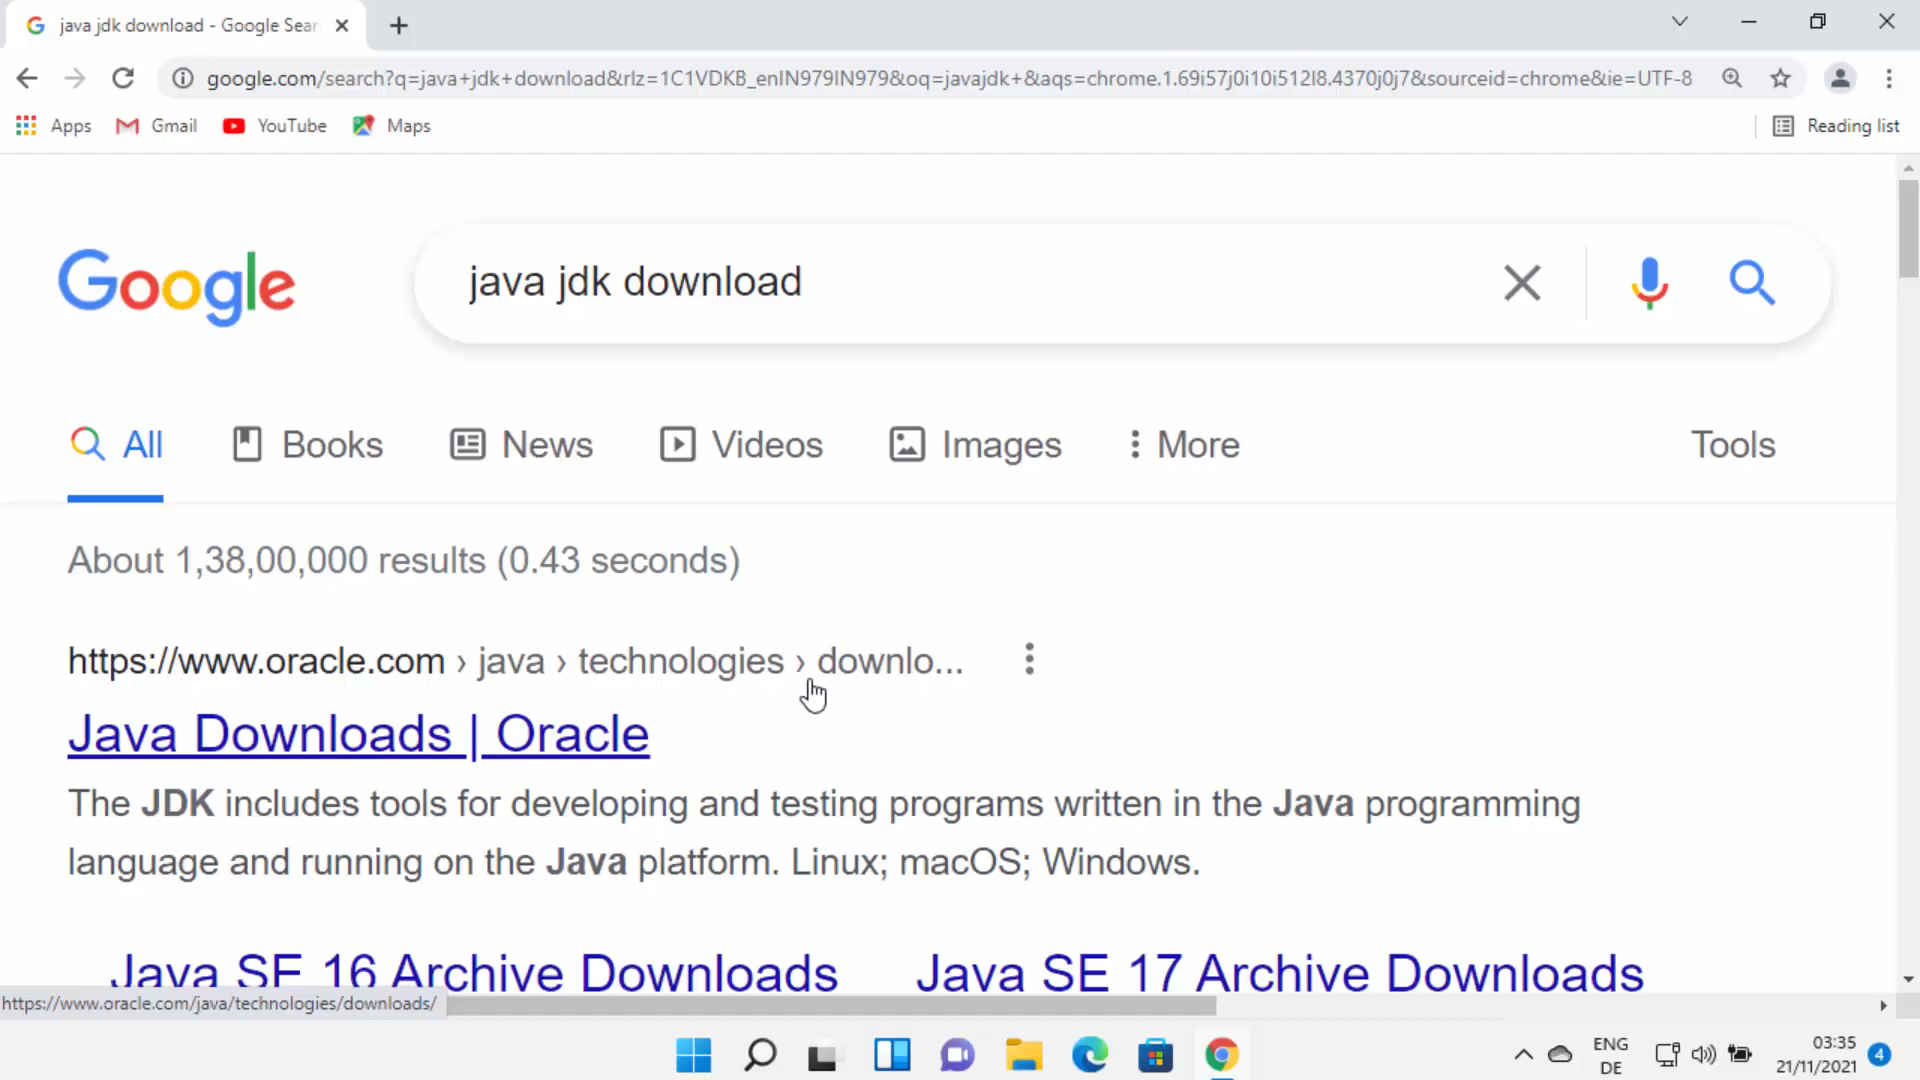 java jdk download - Google Sear
google.com/search?q=java+jdk+download&rlz=1C1VDKB_enIN979IN979&oq=javajdk+&aqs=chrome.1.69i57j0i10i512l8.4370j0j7&sourceid=chrome&ie=UTF-8
Apps Gmail YouTube Maps Reading list
Google java jdk download
All Books News Videos Images More Tools
About 1,38,00,000 results (0.43 seconds)
https://www.oracle.com › java › technologies › downlo...
Java Downloads | Oracle
The JDK includes tools for developing and testing programs written in the Java programming
language and running on the Java platform. Linux; macOS; Windows.
Java SE 16 Archive Downloads Java SE 17 Archive Downloads
https://www.oracle.com/java/technologies/downloads/
ENG 03:35
DE 21/11/2021 4